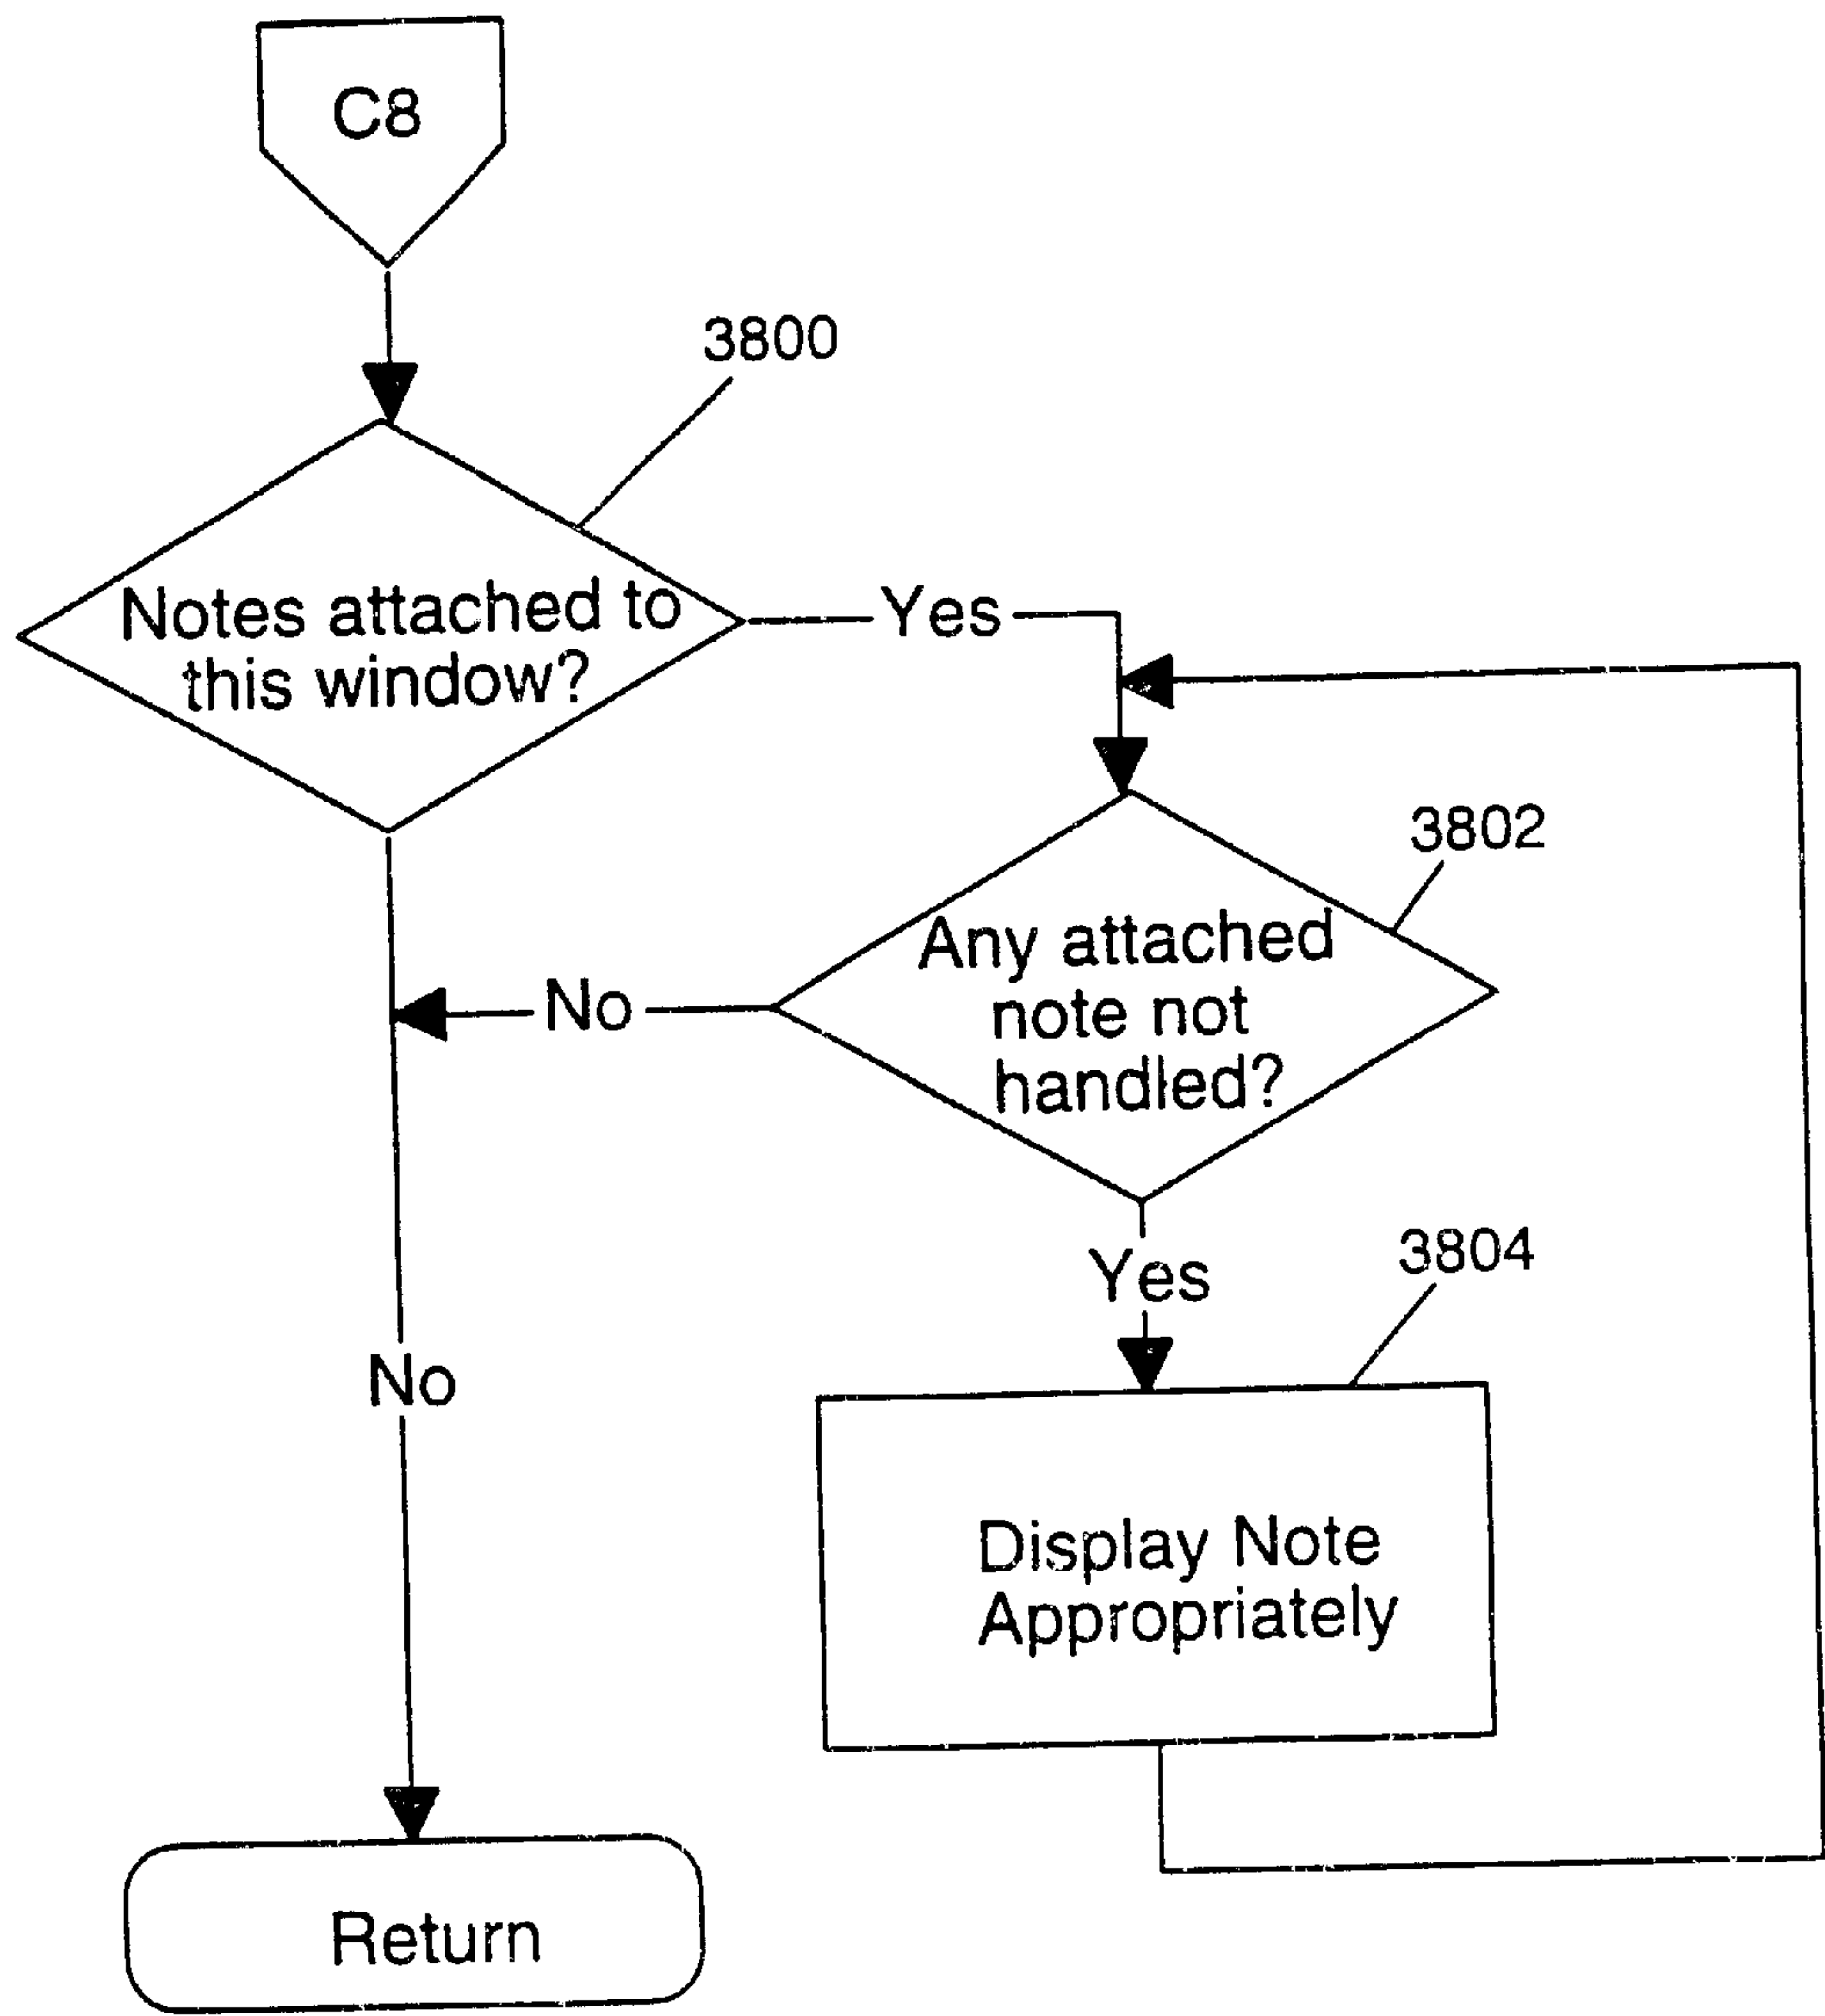 C8
3800
Notes attached to
this window?
Yes
3802
Any attached
note not
handled?
No
Yes
3804
No
Display Note
Appropriately
Return